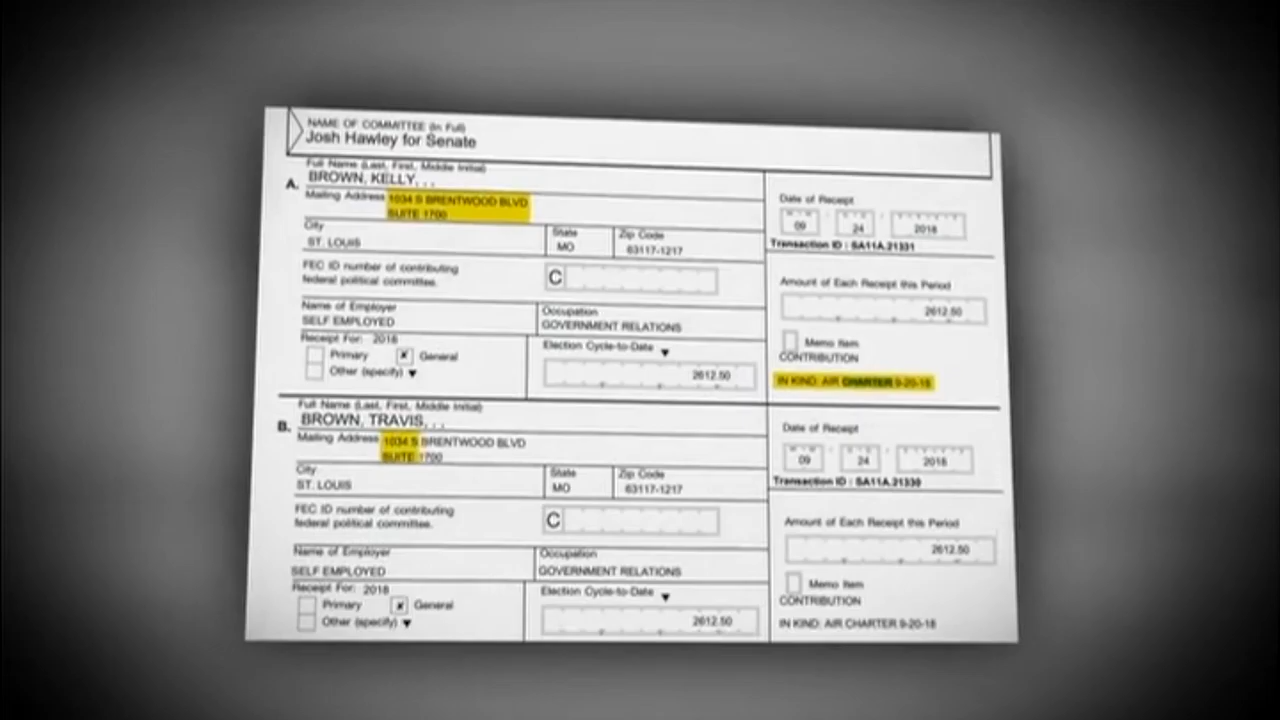 NAME OF COMMITTEE (In Full)
Josh Hawley for Senate
Full Name (Last, First, Middle Initial)
A. BROWN, KELLY, , ,
Mailing Address 1034 S BRENTWOOD BLVD
SUITE 1700
City
ST. LOUIS
State
MO
Zip Code
63117-1217
FEC ID number of contributing
federal political committee.
C
Name of Employer
SELF EMPLOYED
Occupation
GOVERNMENT RELATIONS
Receipt For: 2018
Primary
x General
Other (specify) ▼
Election Cycle-to-Date ▼
2612.50
Date of Receipt
M M / D D / Y Y Y Y
09 24 2018
Transaction ID : SA11A.21331
Amount of Each Receipt this Period
2612.50
Memo Item
CONTRIBUTION
IN KIND: AIR CHARTER 9-20-18
Full Name (Last, First, Middle Initial)
B. BROWN, TRAVIS, , ,
Mailing Address 1034 S BRENTWOOD BLVD
SUITE 1700
City
ST. LOUIS
State
MO
Zip Code
63117-1217
FEC ID number of contributing
federal political committee.
C
Name of Employer
SELF EMPLOYED
Occupation
GOVERNMENT RELATIONS
Receipt For: 2018
Primary
x General
Other (specify) ▼
Election Cycle-to-Date ▼
2612.50
Date of Receipt
09 24 2018
Transaction ID : SA11A.21330
Amount of Each Receipt this Period
2612.50
Memo Item
CONTRIBUTION
IN KIND: AIR CHARTER 9-20-18